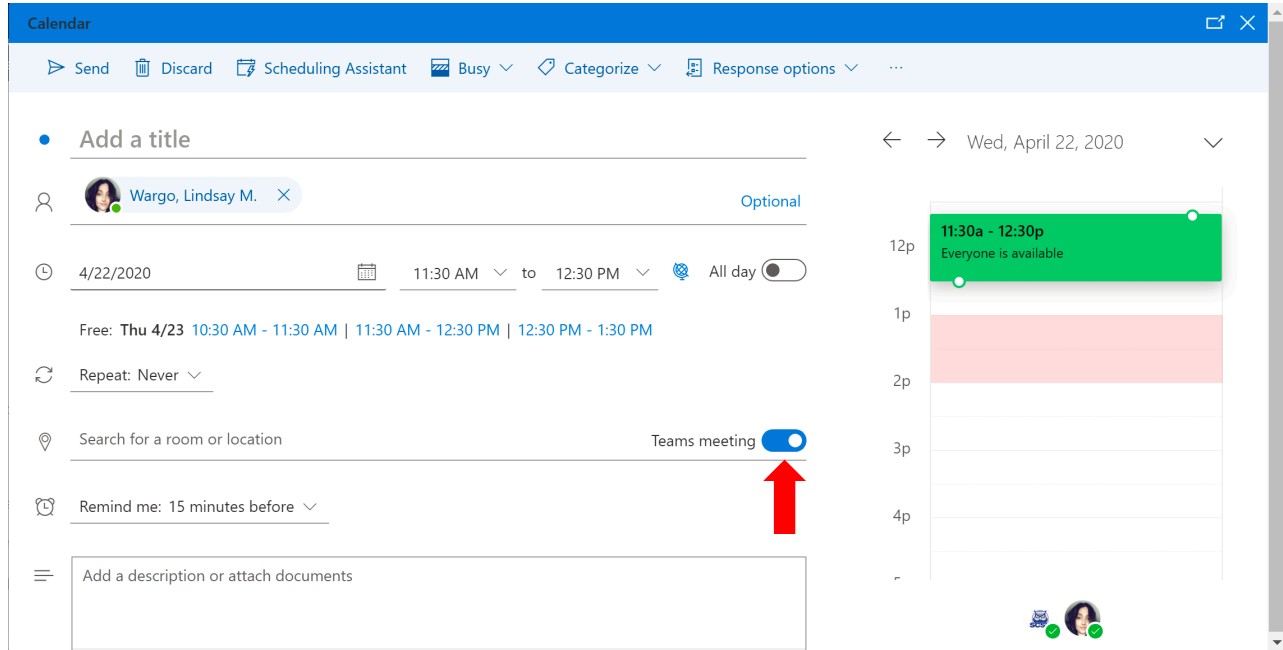 Calendar
Send Discard Scheduling Assistant Busy Categorize Response options ...
Add a title
Wargo, Lindsay M.
Optional
4/22/2020 11:30 AM to 12:30 PM All day
Free: Thu 4/23 10:30 AM - 11:30 AM | 11:30 AM - 12:30 PM | 12:30 PM - 1:30 PM
Repeat: Never
Search for a room or location Teams meeting
Remind me: 15 minutes before
Add a description or attach documents
Wed, April 22, 2020
12p
11:30a - 12:30p
Everyone is available
1p
2p
3p
4p